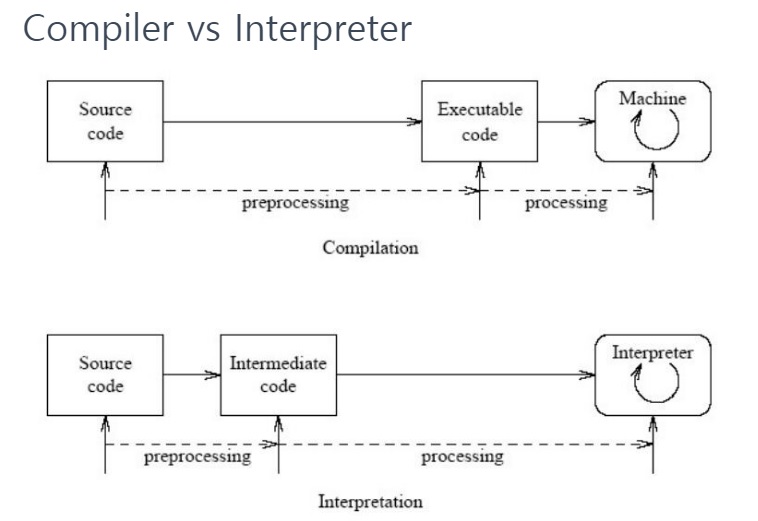 Compiler vs Interpreter
Source
code
Executable
code
Machine
preprocessing
processing
Compilation
Source
code
Intermediate
code
Interpreter
preprocessing
processing
Interpretation